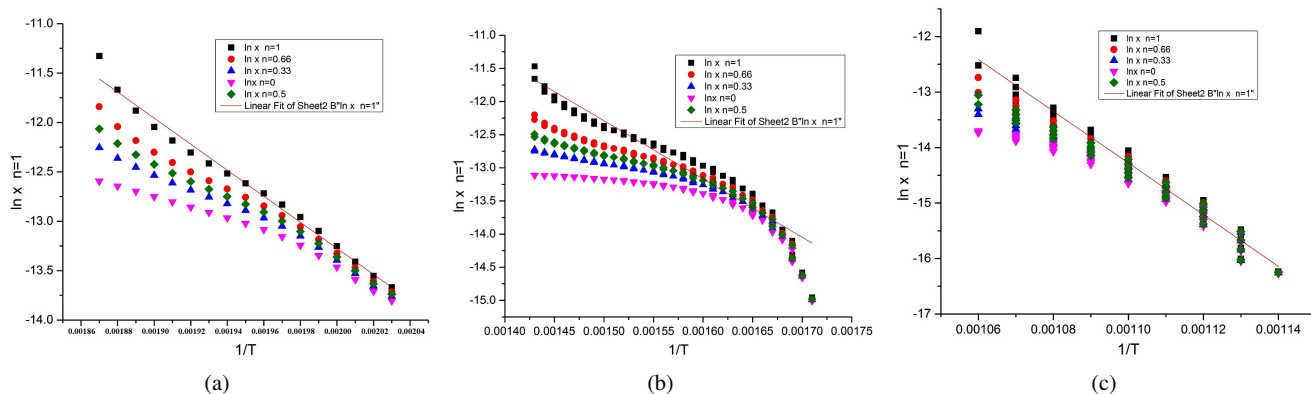 -11.0
-11.5
-12.0
-12.5
-13.0
-13.5
-14.0
ln x n=1
0.00186
0.00188
0.00190
0.00192
0.00194
0.00196
0.00198
0.00200
0.00202
0.00204
1/T
ln x n=1
ln x n=0.66
ln x n=0.33
lnx n=0
ln x n=0.5
Linear Fit of Sheet2 B"ln x n=1"
(a)
-11.0
-11.5
-12.0
-12.5
-13.0
-13.5
-14.0
-14.5
-15.0
ln x n=1
0.00140
0.00145
0.00150
0.00155
0.00160
0.00165
0.00170
0.00175
1/T
ln x n=1
ln x n=0.66
ln x n=0.33
lnx n=0
ln x n=0.5
Linear Fit of Sheet2 B"ln x n=1"
(b)
-12
-13
-14
-15
-16
-17
ln x n=1
0.00106
0.00108
0.00110
0.00112
0.00114
1/T
ln x n=1
ln x n=0.66
ln x n=0.33
lnx n=0
ln x n=0.5
Linear Fit of Sheet2 B"ln x n=1"
(c)